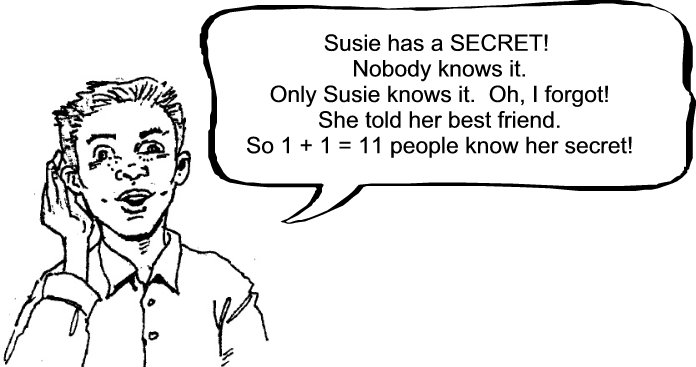 Susie has a SECRET!
Nobody knows it.
Only Susie knows it.  Oh, I forgot!
She told her best friend.
So 1 + 1 = 11 people know her secret!